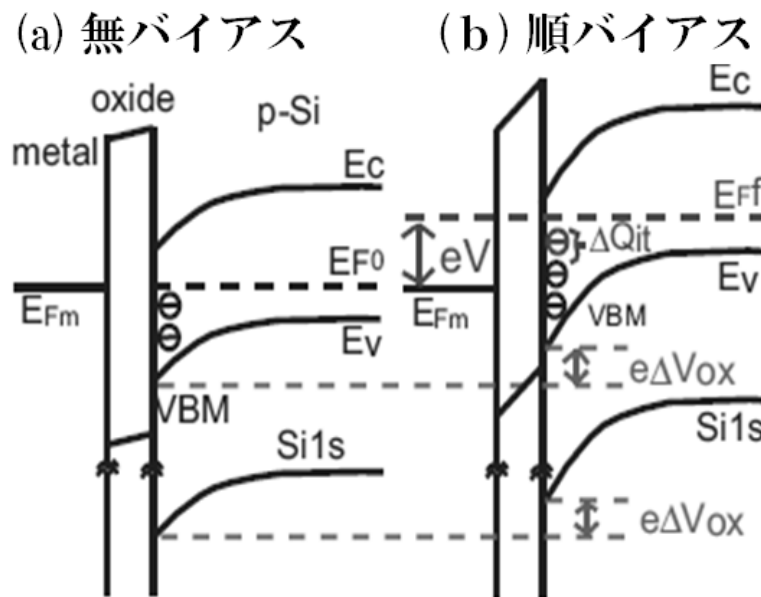 (a) 無バイアス
oxide
p-Si
metal
Ec
EF0
EFm
Ev
VBM
Si1s
(b) 順バイアス
Ec
EFf
eV
ΔQit
EFm
Ev
VBM
eΔVox
Si1s
eΔVox